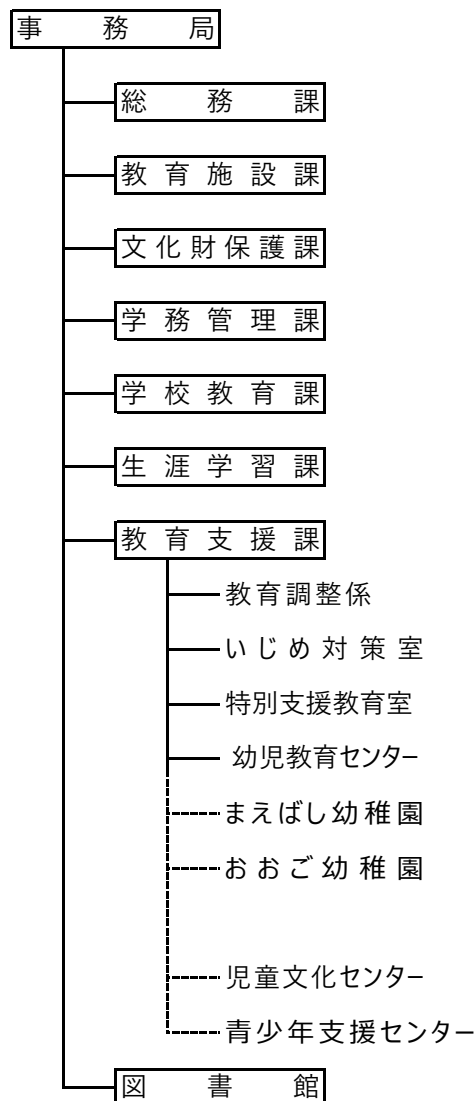 事務局
総務課
教育施設課
文化財保護課
学務管理課
学校教育課
生涯学習課
教育支援課
教育調整係
いじめ対策室
特別支援教育室
幼児教育センター
まえばし幼稚園
おおご幼稚園
児童文化センター
青少年支援センター
図書館